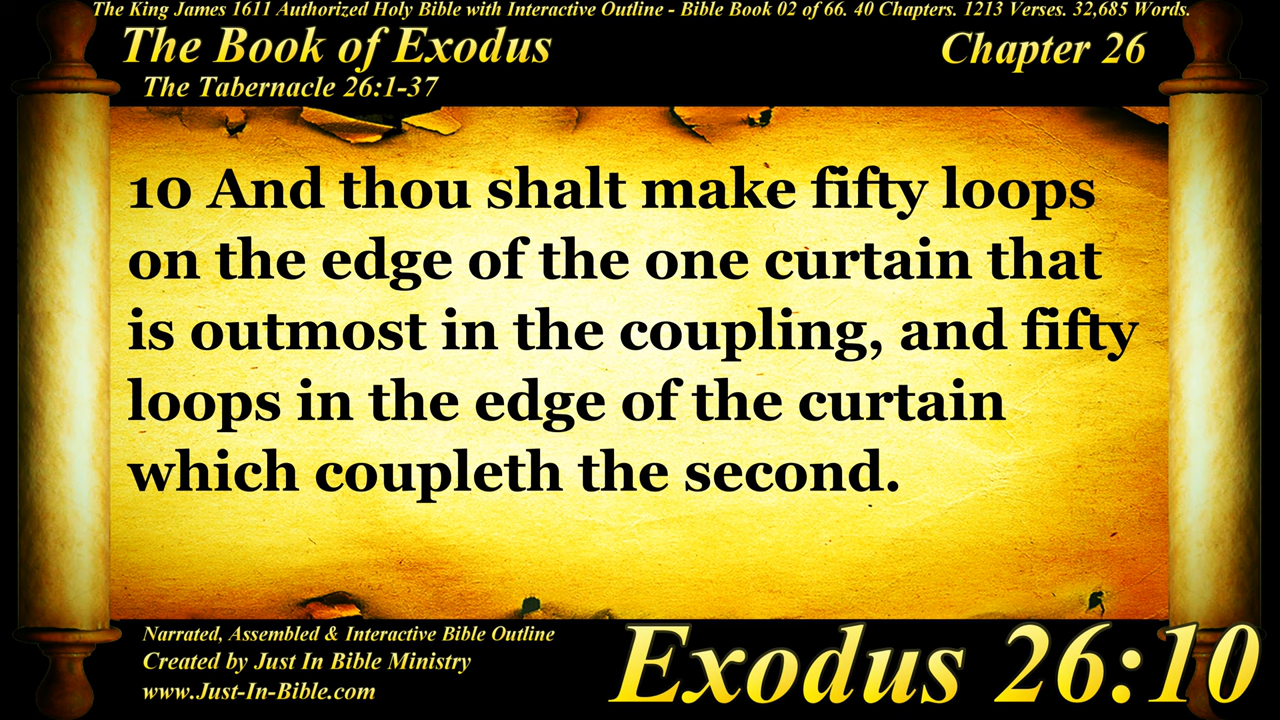 The King James 1611 Authorized Holy Bible with Interactive Outline - Bible Book 02 of 66. 40 Chapters. 1213 Verses. 32,685 Words.
The Book of Exodus
Chapter 26
The Tabernacle 26:1-37
10 And thou shalt make fifty loops
on the edge of the one curtain that
is outmost in the coupling, and fifty
loops in the edge of the curtain
which coupleth the second.
Narrated, Assembled & Interactive Bible Outline
Created by Just In Bible Ministry
www.Just-In-Bible.com
Exodus 26:10